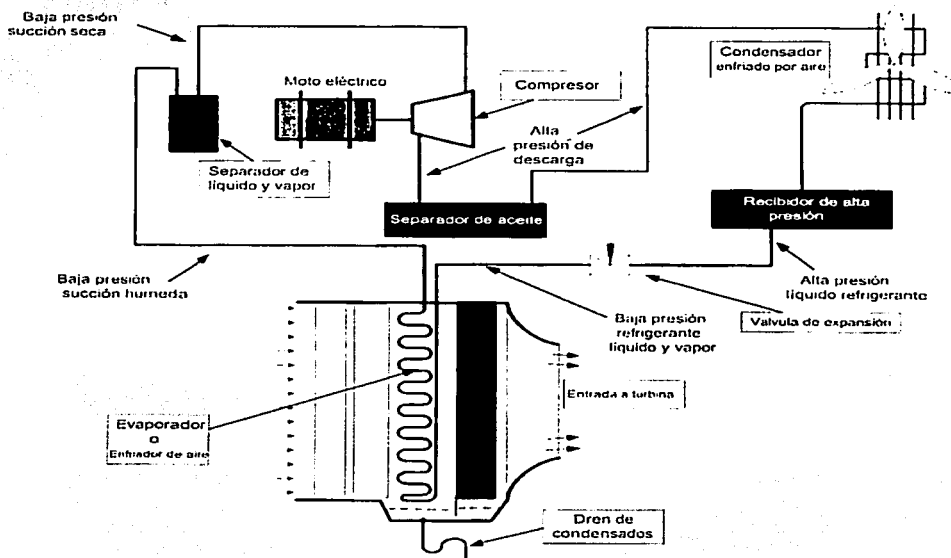 Baja presión
succión seca
Moto eléctrico
Compresor
Condensador
enfriado por aire
Separador de
líquido y vapor
Alta
presión de
descarga
Separador de aceite
Recibidor de alta
presión
Baja presión
succión humeda
Alta presión
líquido refrigerante
Baja presión
refrigerante
líquido y vapor
Valvula de expansión
Entrada a turbina
Evaporador
o
Enfriador de aire
Dren de
condensados